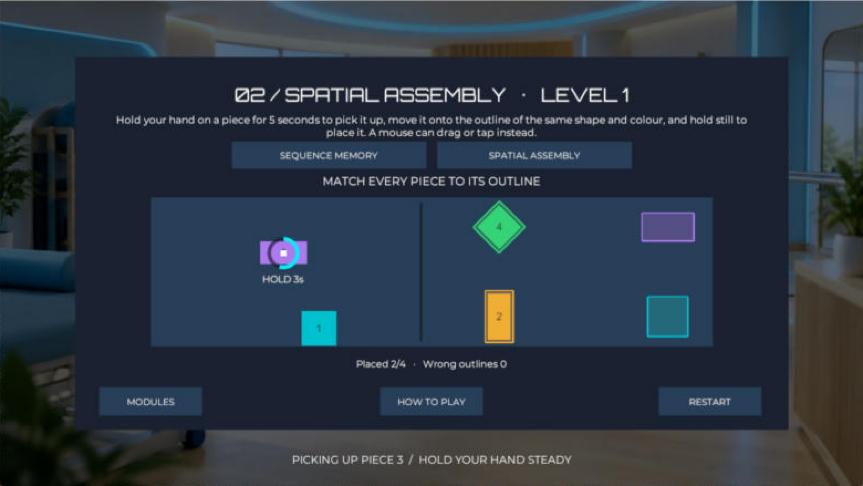 02 / SPATIAL ASSEMBLY · LEVEL 1
Hold your hand on a piece for 5 seconds to pick it up, move it onto the outline of the same shape and colour, and hold still to
place it. A mouse can drag or tap instead.
SEQUENCE MEMORY
SPATIAL ASSEMBLY
MATCH EVERY PIECE TO ITS OUTLINE
4
HOLD 3s
1
2
Placed 2/4 · Wrong outlines 0
MODULES
HOW TO PLAY
RESTART
PICKING UP PIECE 3 / HOLD YOUR HAND STEADY